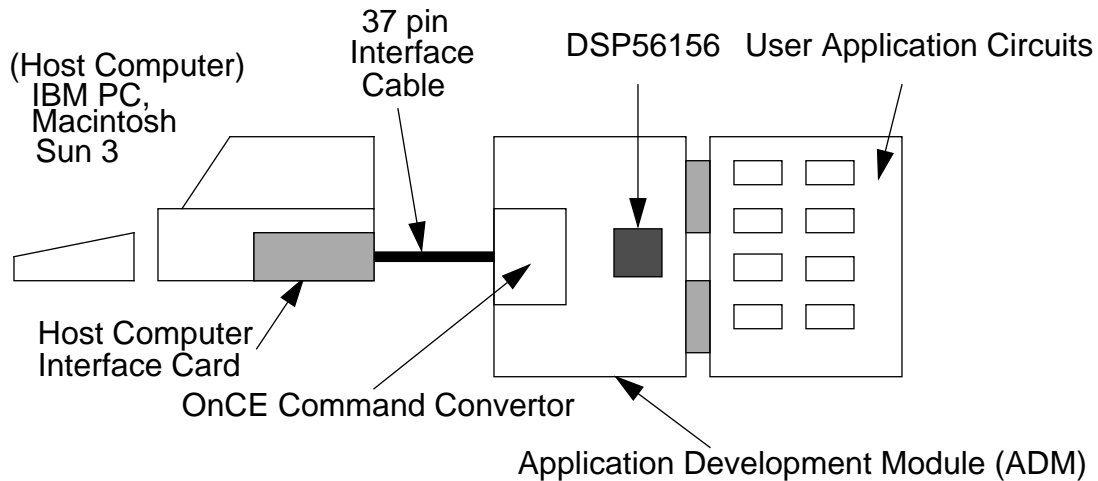 37 pin
Interface
Cable
DSP56156
User Application Circuits
(Host Computer)
IBM PC,
Macintosh
Sun 3
Host Computer
Interface Card
OnCE Command Convertor
Application Development Module (ADM)